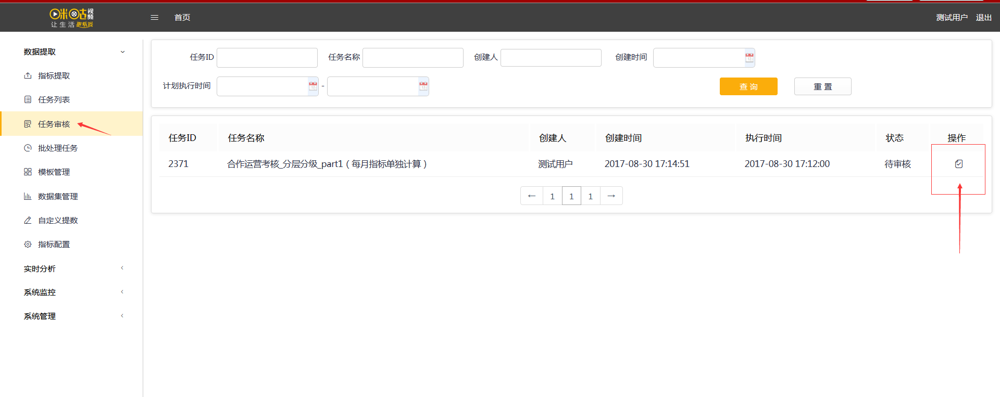 咪咕视频
让生活更有戏
首页
测试用户 退出
数据提取
指标提取
任务列表
任务审核
批处理任务
模板管理
数据集管理
自定义提数
指标配置
实时分析
系统监控
系统管理
任务ID 任务名称 创建人 创建时间
计划执行时间 -
查 询 重 置
任务ID 任务名称 创建人 创建时间 执行时间 状态 操作
2371 合作运营考核_分层分级_part1（每月指标单独计算） 测试用户 2017-08-30 17:14:51 2017-08-30 17:12:00 待审核
← 1 1 1 →